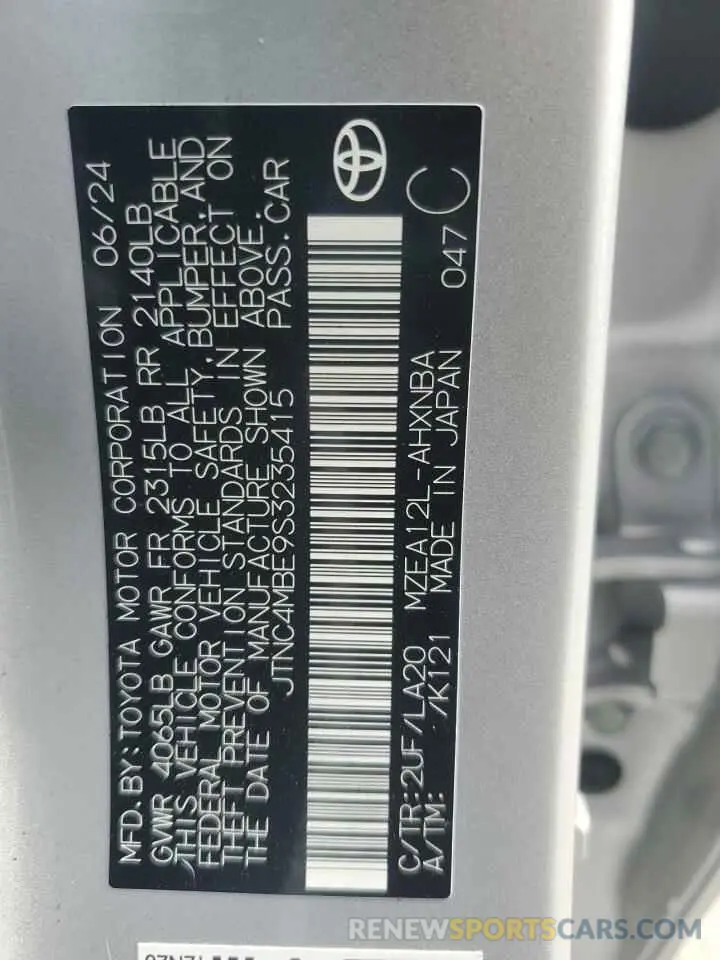 MFD.BY:TOYOTA MOTOR CORPORATION 06/24
GVWR 4065LB GAWR FR 2315LB RR 2140LB
THIS VEHICLE CONFORMS TO ALL APPLICABLE
FEDERAL MOTOR VEHICLE SAFETY,BUMPER,AND
THEFT PREVENTION STANDARDS IN EFFECT ON
THE DATE OF MANUFACTURE SHOWN ABOVE.
JTNC4MBE9S3235415 PASS.CAR
C/TR:2UF/LA20 MZEA12L-AHXNBA 047 C
A/TM: /K121 MADE IN JAPAN
RENEWSPORTSCARS.COM